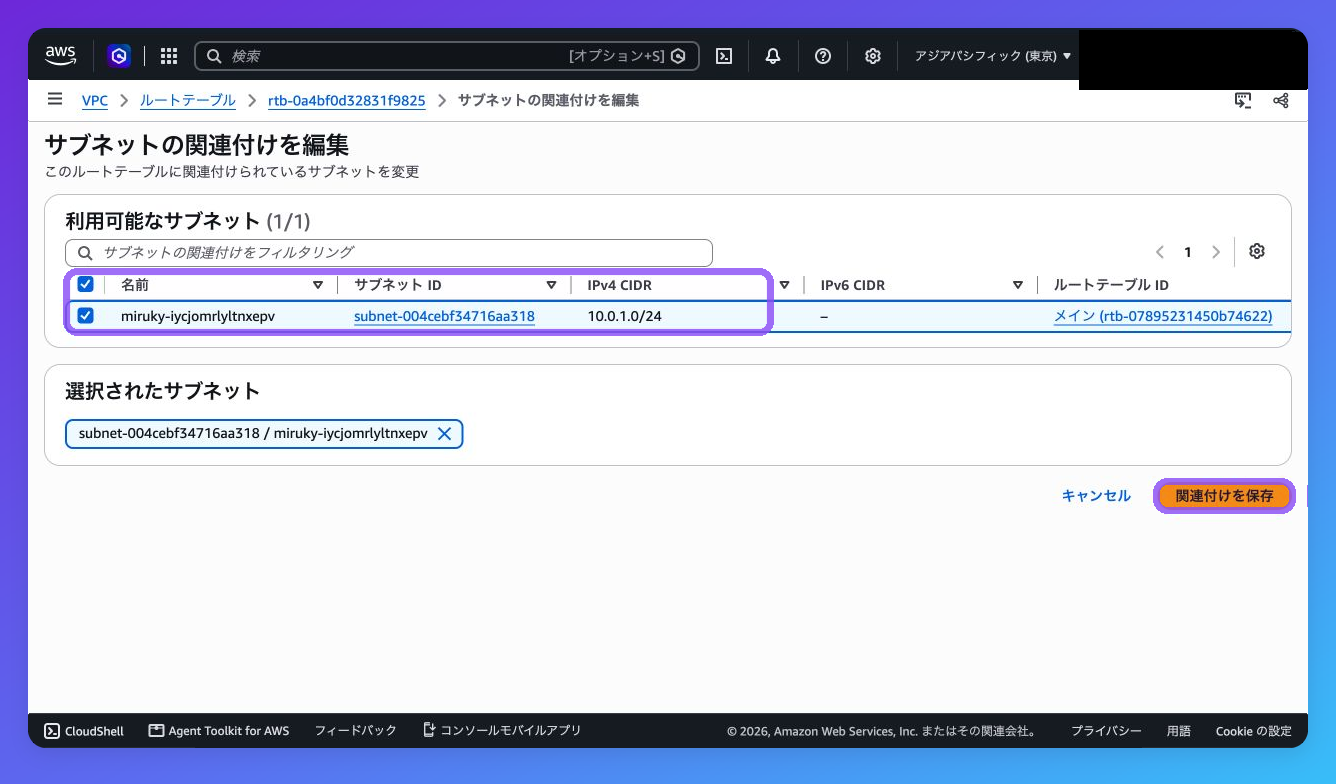 aws
検索 [オプション+S]
アジアパシフィック (東京) ▼
VPC > ルートテーブル > rtb-0a4bf0d32831f9825 > サブネットの関連付けを編集
サブネットの関連付けを編集
このルートテーブルに関連付けられているサブネットを変更
利用可能なサブネット (1/1)
サブネットの関連付けをフィルタリング
1
名前 サブネット ID IPv4 CIDR IPv6 CIDR ルートテーブル ID
miruky-iycjomrlyltnxepv subnet-004cebf34716aa318 10.0.1.0/24 – メイン (rtb-07895231450b74622)
選択されたサブネット
subnet-004cebf34716aa318 / miruky-iycjomrlyltnxepv
キャンセル 関連付けを保存
CloudShell Agent Toolkit for AWS フィードバック コンソールモバイルアプリ © 2026, Amazon Web Services, Inc. またはその関連会社。 プライバシー 用語 Cookie の設定